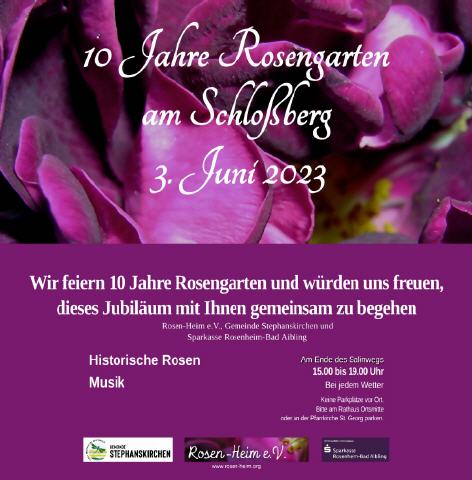 10 Jahre Rosengarten
am Schloßberg
3. Juni 2023
Wir feiern 10 Jahre Rosengarten und würden uns freuen,
dieses Jubiläum mit Ihnen gemeinsam zu begehen
Rosen-Heim e.V., Gemeinde Stephanskirchen und
Sparkasse Rosenheim-Bad Aibling
Historische Rosen
Musik
Am Ende des Salinwegs
15.00 bis 19.00 Uhr
Bei jedem Wetter
Keine Parkplätze vor Ort.
Bitte am Rathaus Ortsmitte
oder an der Pfarrkirche St. Georg parken.
GEMEINDE
STEPHANSKIRCHEN
Rosen-Heim e.V.
www.rosen-heim.org
Sparkasse
Rosenheim-Bad Aibling